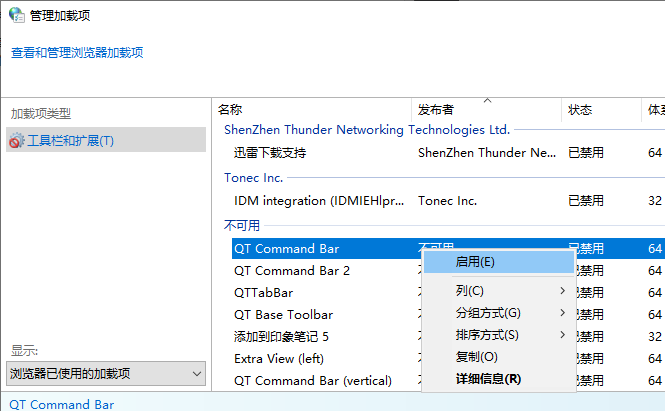 管理加载项
查看和管理浏览器加载项
加载项类型
工具栏和扩展(T)
显示:
浏览器已使用的加载项
名称 发布者 状态 体系
ShenZhen Thunder Networking Technologies Ltd.
迅雷下载支持 ShenZhen Thunder Ne... 已禁用 64
Tonec Inc.
IDM integration (IDMIEHlpr... Tonec Inc. 已禁用 32
不可用
QT Command Bar 不可用 已禁用 64
QT Command Bar 2 已禁用 64
QTTabBar 已禁用 64
QT Base Toolbar 已禁用 64
添加到印象笔记 5 已禁用 32
Extra View (left) 已禁用 64
QT Command Bar (vertical) 已禁用 64
启用(E)
列(C)
分组方式(G)
排序方式(S)
复制(O)
详细信息(R)
QT Command Bar